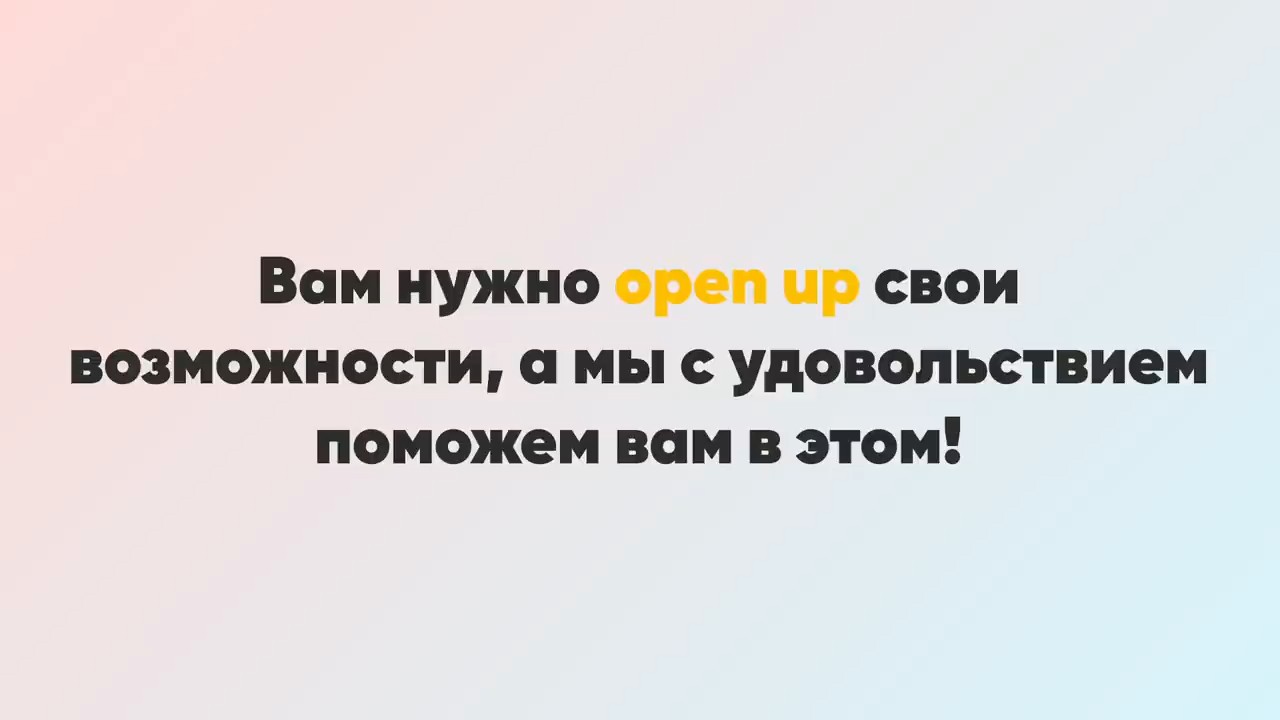 Вам нужно open up свои
возможности, а мы с удовольствием
поможем вам в этом!